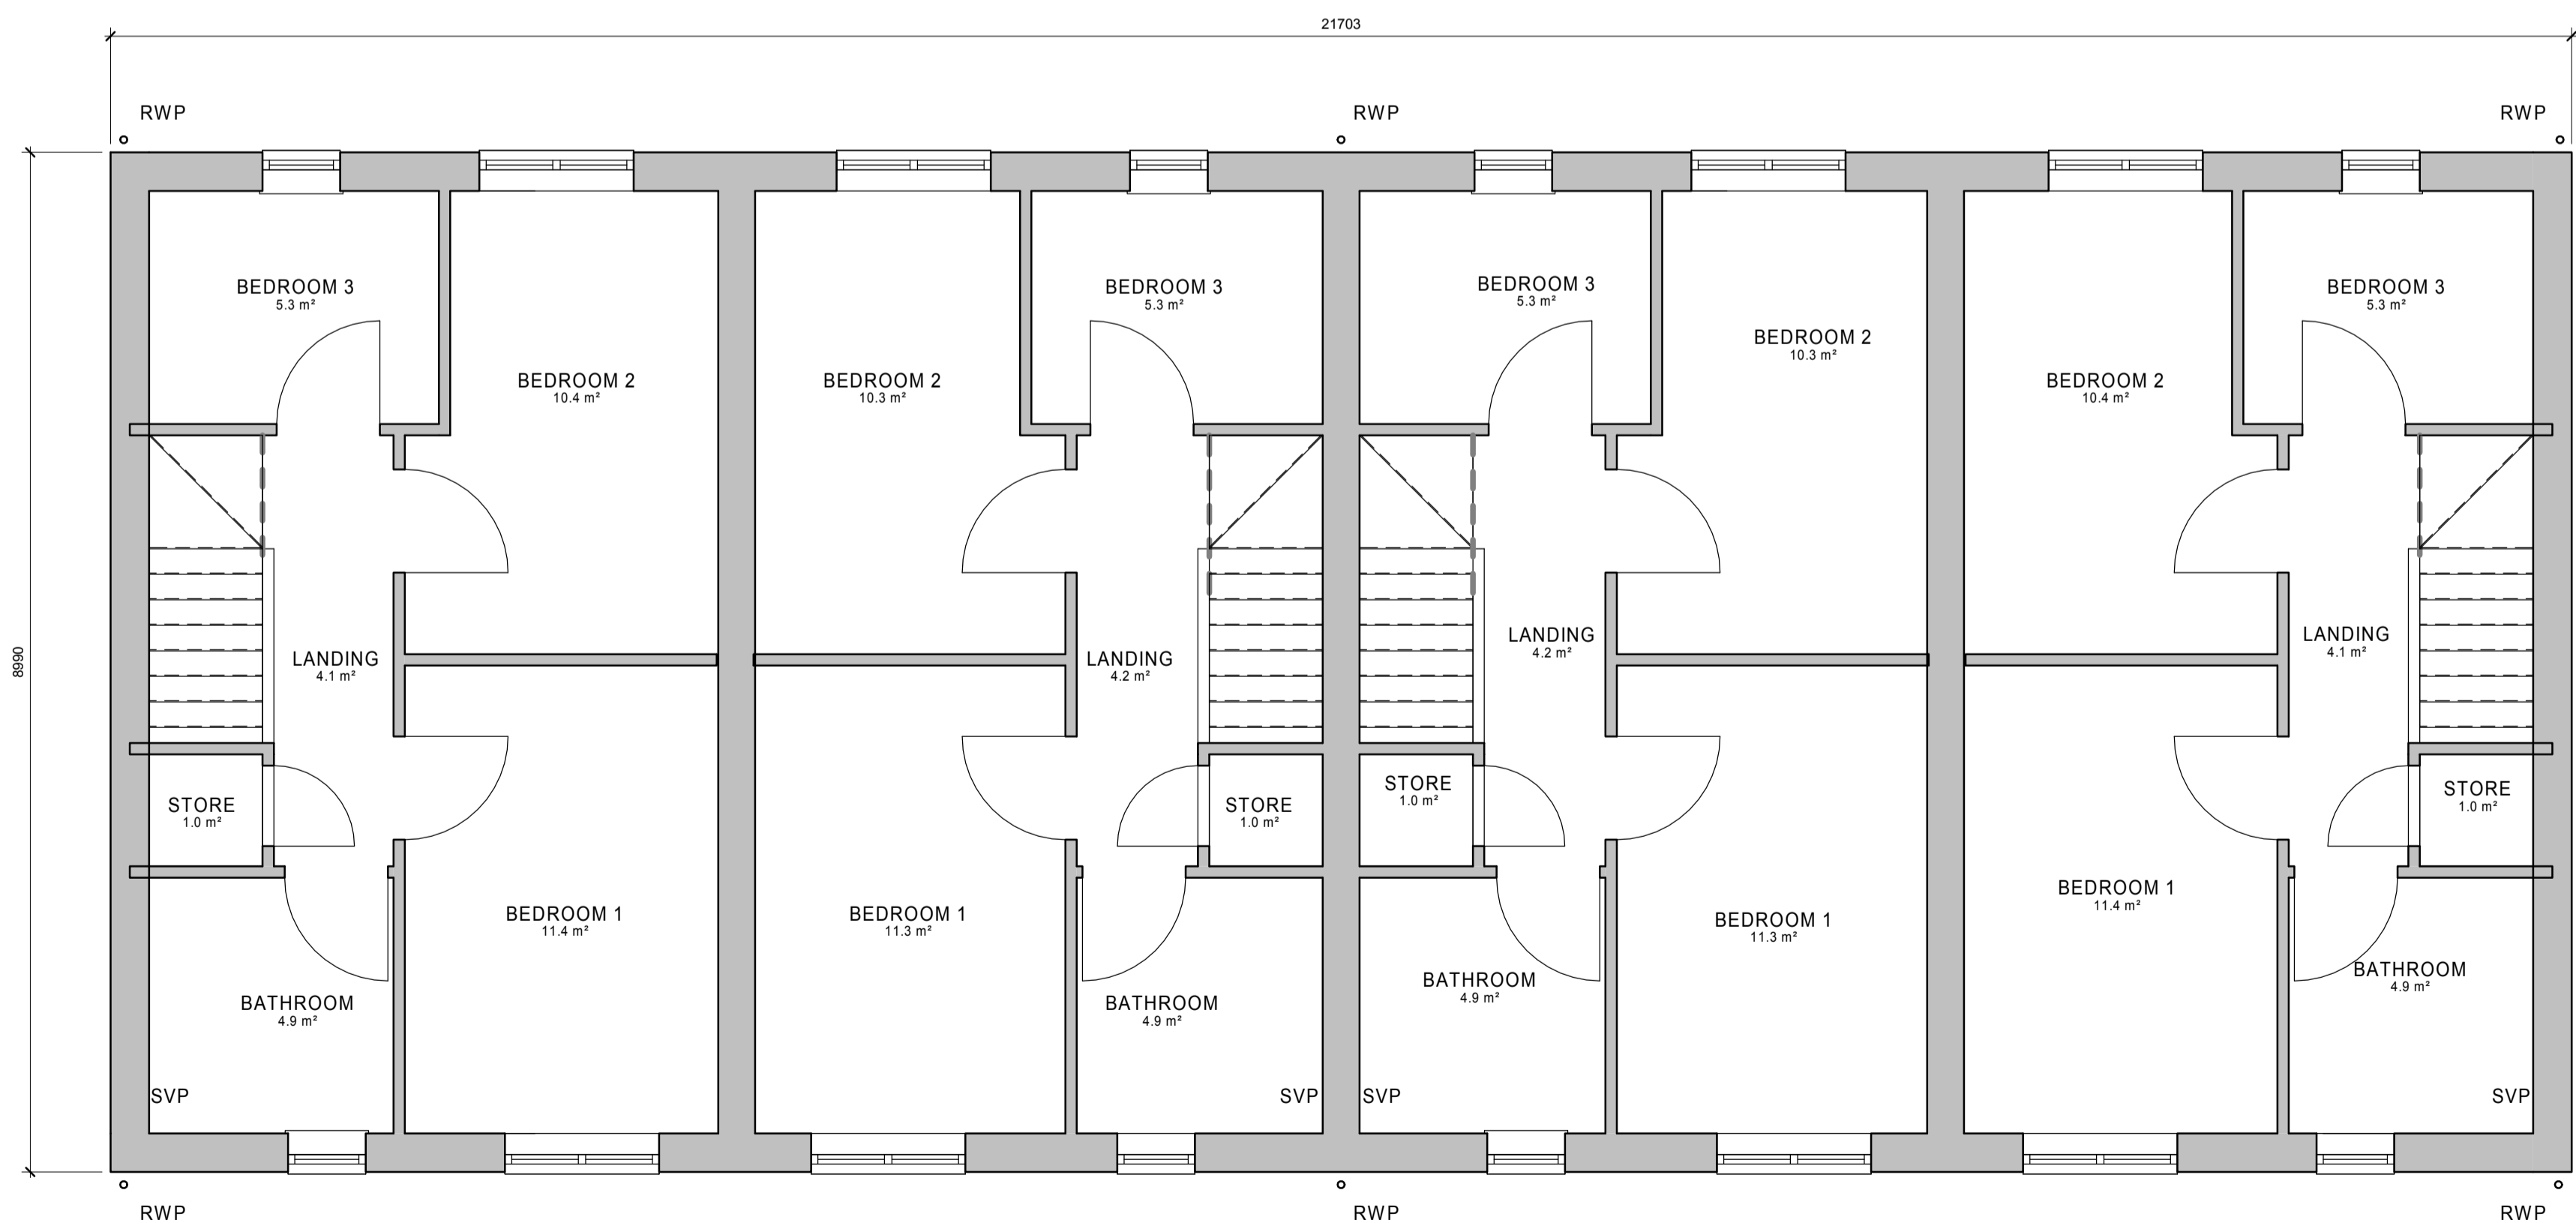 21703
RWP
RWP
RWP
8990
BEDROOM 3
5.3 m²
BEDROOM 2
10.4 m²
LANDING
4.1 m²
STORE
1.0 m²
BEDROOM 1
11.4 m²
BATHROOM
4.9 m²
SVP
BEDROOM 2
10.3 m²
BEDROOM 3
5.3 m²
LANDING
4.2 m²
STORE
1.0 m²
BEDROOM 1
11.3 m²
BATHROOM
4.9 m²
SVP
BEDROOM 3
5.3 m²
BEDROOM 2
10.3 m²
LANDING
4.2 m²
STORE
1.0 m²
BEDROOM 1
11.3 m²
BATHROOM
4.9 m²
SVP
BEDROOM 2
10.4 m²
BEDROOM 3
5.3 m²
LANDING
4.1 m²
STORE
1.0 m²
BEDROOM 1
11.4 m²
BATHROOM
4.9 m²
SVP
RWP
RWP
RWP